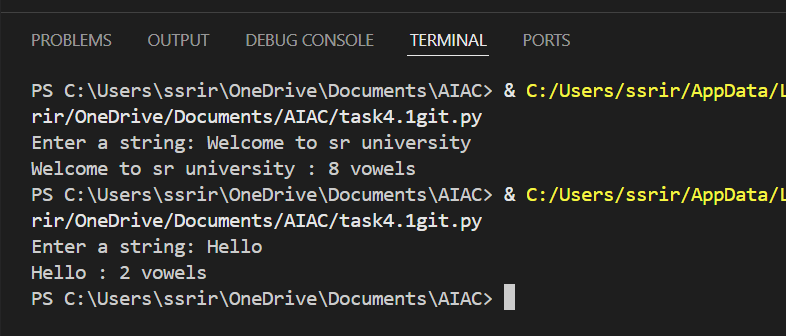 PROBLEMS OUTPUT DEBUG CONSOLE TERMINAL PORTS
PS C:\Users\ssrir\OneDrive\Documents\AIAC> & C:/Users/ssrir/AppData/L
rir/OneDrive/Documents/AIAC/task4.1git.py
Enter a string: Welcome to sr university
Welcome to sr university : 8 vowels
PS C:\Users\ssrir\OneDrive\Documents\AIAC> & C:/Users/ssrir/AppData/L
rir/OneDrive/Documents/AIAC/task4.1git.py
Enter a string: Hello
Hello : 2 vowels
PS C:\Users\ssrir\OneDrive\Documents\AIAC>